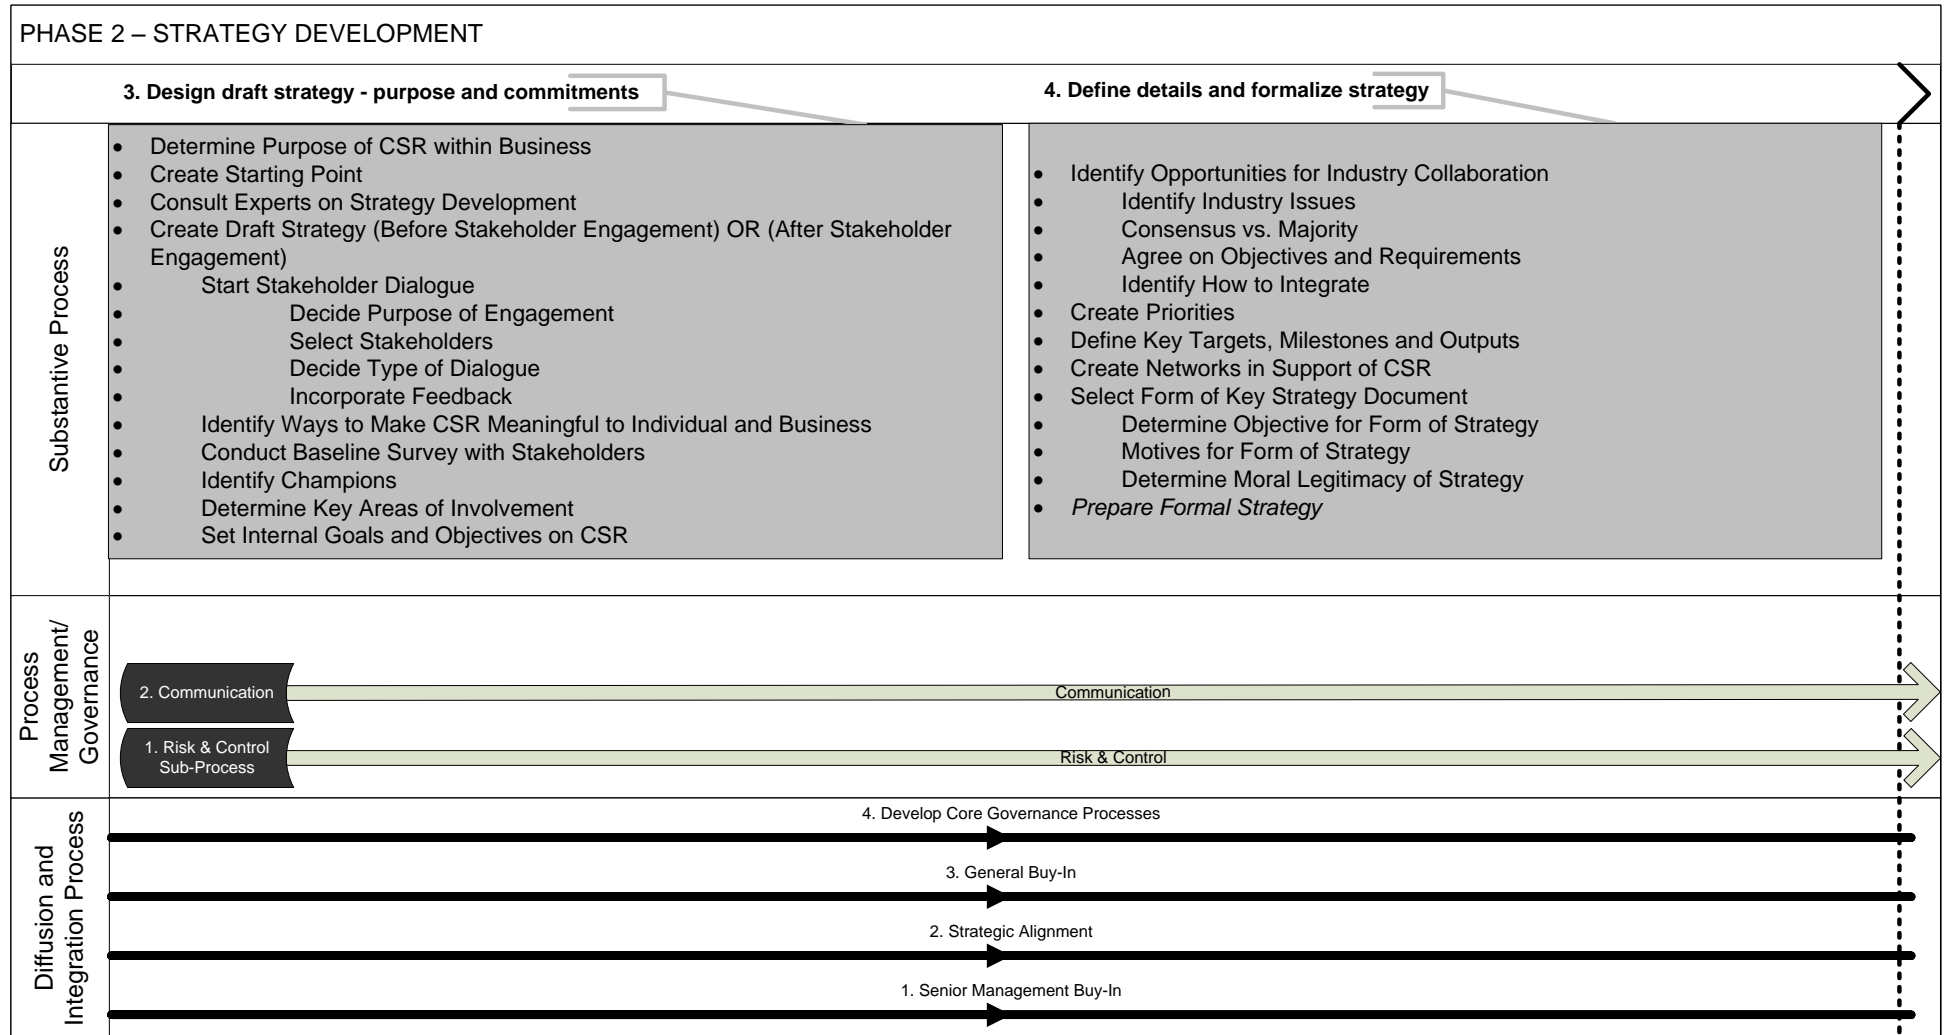 PHASE 2 – STRATEGY DEVELOPMENT
3. Design draft strategy - purpose and commitments
4. Define details and formalize strategy
Substantive Process
• Determine Purpose of CSR within Business
• Create Starting Point
• Consult Experts on Strategy Development
• Create Draft Strategy (Before Stakeholder Engagement) OR (After Stakeholder
Engagement)
• Start Stakeholder Dialogue
• Decide Purpose of Engagement
• Select Stakeholders
• Decide Type of Dialogue
• Incorporate Feedback
• Identify Ways to Make CSR Meaningful to Individual and Business
• Conduct Baseline Survey with Stakeholders
• Identify Champions
• Determine Key Areas of Involvement
• Set Internal Goals and Objectives on CSR
• Identify Opportunities for Industry Collaboration
• Identify Industry Issues
• Consensus vs. Majority
• Agree on Objectives and Requirements
• Identify How to Integrate
• Create Priorities
• Define Key Targets, Milestones and Outputs
• Create Networks in Support of CSR
• Select Form of Key Strategy Document
• Determine Objective for Form of Strategy
• Motives for Form of Strategy
• Determine Moral Legitimacy of Strategy
• Prepare Formal Strategy
Process
Management/
Governance
2. Communication
Communication
1. Risk & Control
Sub-Process
Risk & Control
Diffusion and
Integration Process
4. Develop Core Governance Processes
3. General Buy-In
2. Strategic Alignment
1. Senior Management Buy-In